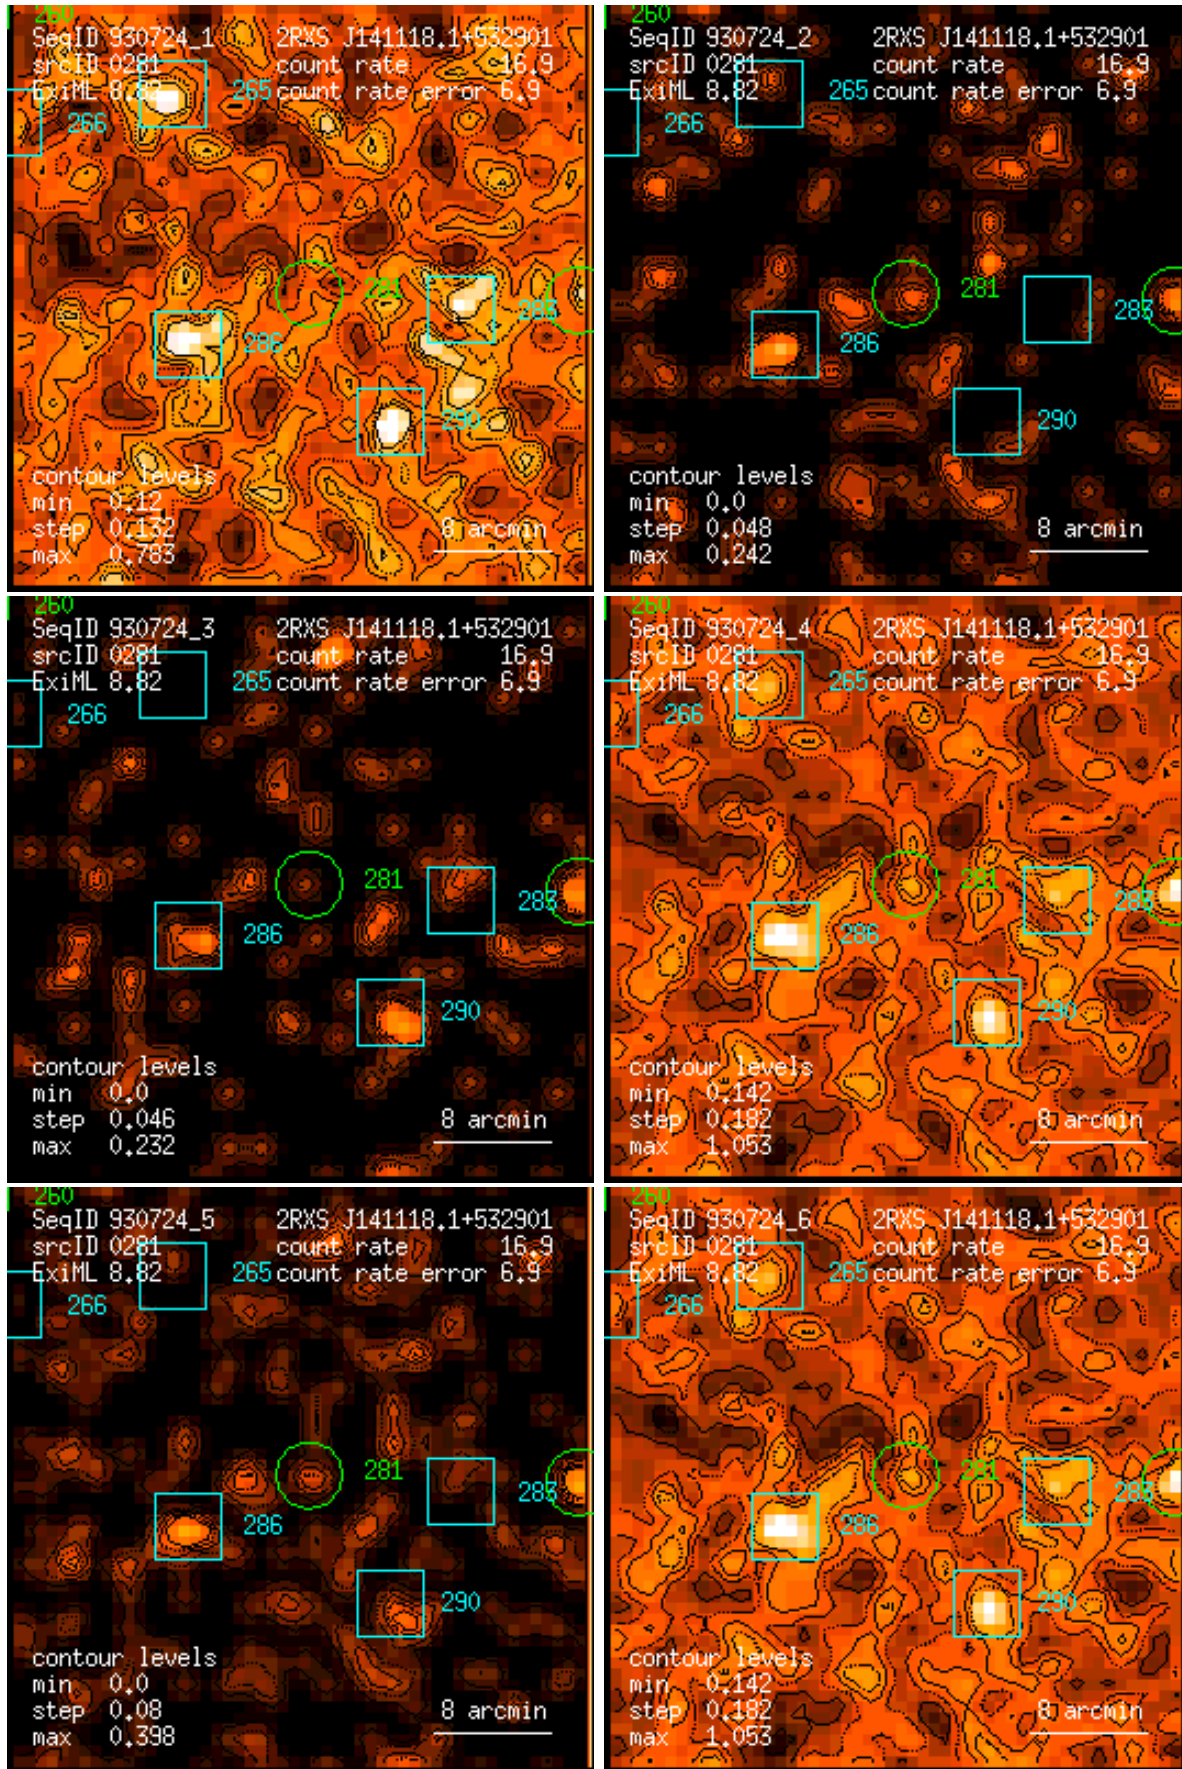 260
SeqID 930724_1 2RXS J141118.1+532901
srcID 0281 count rate 16.9
ExiML 8.82 265 count rate error 6.9
266
281
285
286
290
contour levels
min 0.12
step 0.132 8 arcmin
max 0.783
260
SeqID 930724_2 2RXS J141118.1+532901
srcID 0281 count rate 16.9
ExiML 8.82 265 count rate error 6.9
266
281
285
286
290
contour levels
min 0.0
step 0.048 8 arcmin
max 0.242
260
SeqID 930724_3 2RXS J141118.1+532901
srcID 0281 count rate 16.9
ExiML 8.82 265 count rate error 6.9
266
281
285
286
290
contour levels
min 0.0
step 0.046 8 arcmin
max 0.232
260
SeqID 930724_4 2RXS J141118.1+532901
srcID 0281 count rate 16.9
ExiML 8.82 265 count rate error 6.9
266
281
285
286
290
contour levels
min 0.142
step 0.182 8 arcmin
max 1.053
260
SeqID 930724_5 2RXS J141118.1+532901
srcID 0281 count rate 16.9
ExiML 8.82 265 count rate error 6.9
266
281
285
286
290
contour levels
min 0.0
step 0.08 8 arcmin
max 0.398
260
SeqID 930724_6 2RXS J141118.1+532901
srcID 0281 count rate 16.9
ExiML 8.82 265 count rate error 6.9
266
281
285
286
290
contour levels
min 0.142
step 0.182 8 arcmin
max 1.053